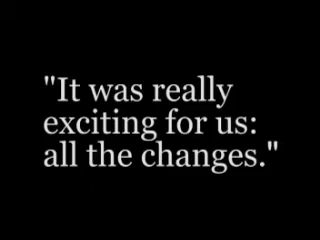 "It was really
exciting for us:
all the changes."